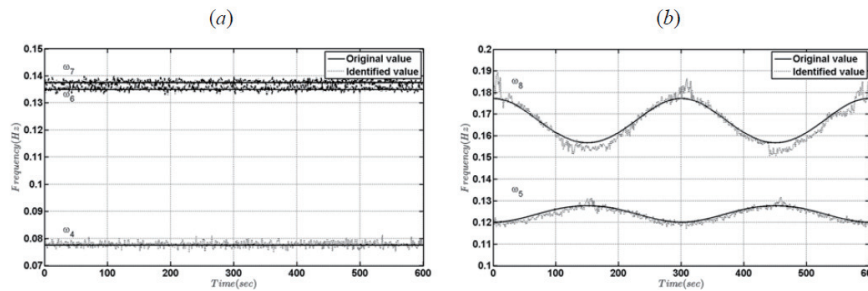 (a)
0.15
0.14
0.13
0.12
0.11
0.1
0.09
0.08
0.07
0 100 200 300 400 500 600
Frequency(Hz)
Time(sec)
ω7
ω6
ω4
Original value
Identified value
(b)
0.2
0.19
0.18
0.17
0.16
0.15
0.14
0.13
0.12
0.11
0.1
0 100 200 300 400 500 600
Frequency(Hz)
Time(sec)
ω8
ω5
Original value
Identified value